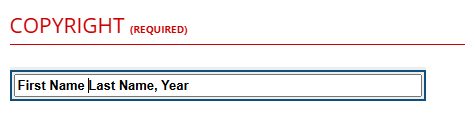 COPYRIGHT (REQUIRED)
First Name Last Name, Year